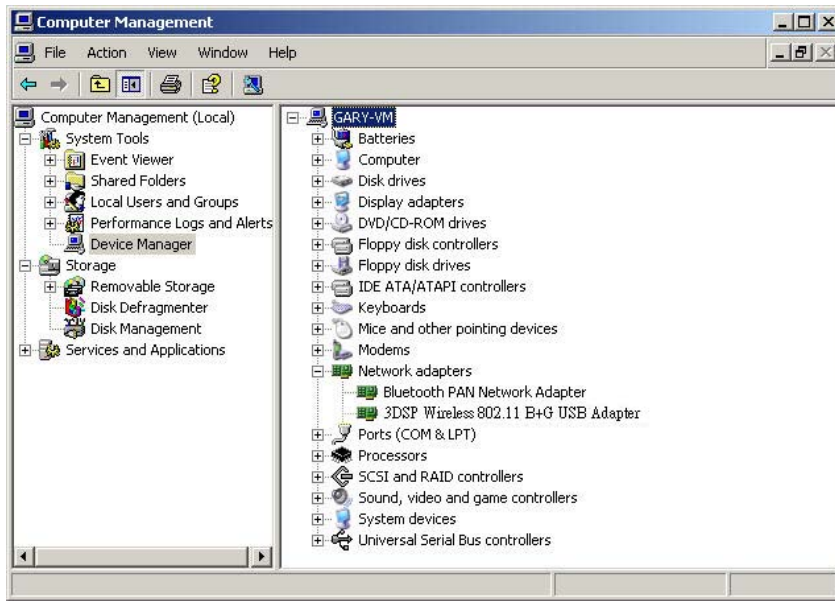 Computer Management
File Action View Window Help
Computer Management (Local)
System Tools
Event Viewer
Shared Folders
Local Users and Groups
Performance Logs and Alerts
Device Manager
Storage
Removable Storage
Disk Defragmenter
Disk Management
Services and Applications
GARY-VM
Batteries
Computer
Disk drives
Display adapters
DVD/CD-ROM drives
Floppy disk controllers
Floppy disk drives
IDE ATA/ATAPI controllers
Keyboards
Mice and other pointing devices
Modems
Network adapters
Bluetooth PAN Network Adapter
3DSP Wireless 802.11 B+G USB Adapter
Ports (COM & LPT)
Processors
SCSI and RAID controllers
Sound, video and game controllers
System devices
Universal Serial Bus controllers